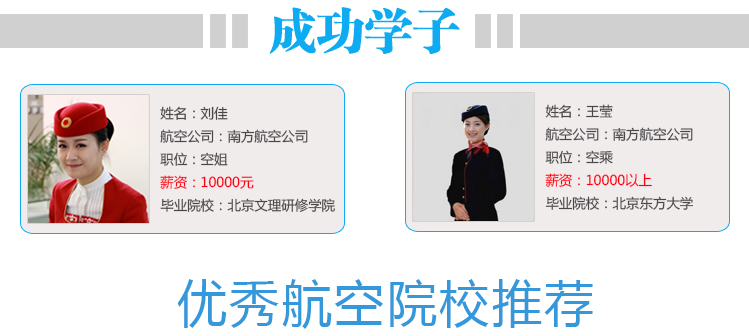 成功学子
姓名：刘佳
航空公司：南方航空公司
职位：空姐
薪资：10000元
毕业院校：北京文理研修学院
姓名：王莹
航空公司：南方航空公司
职位：空乘
薪资：10000以上
毕业院校：北京东方大学
优秀航空院校推荐